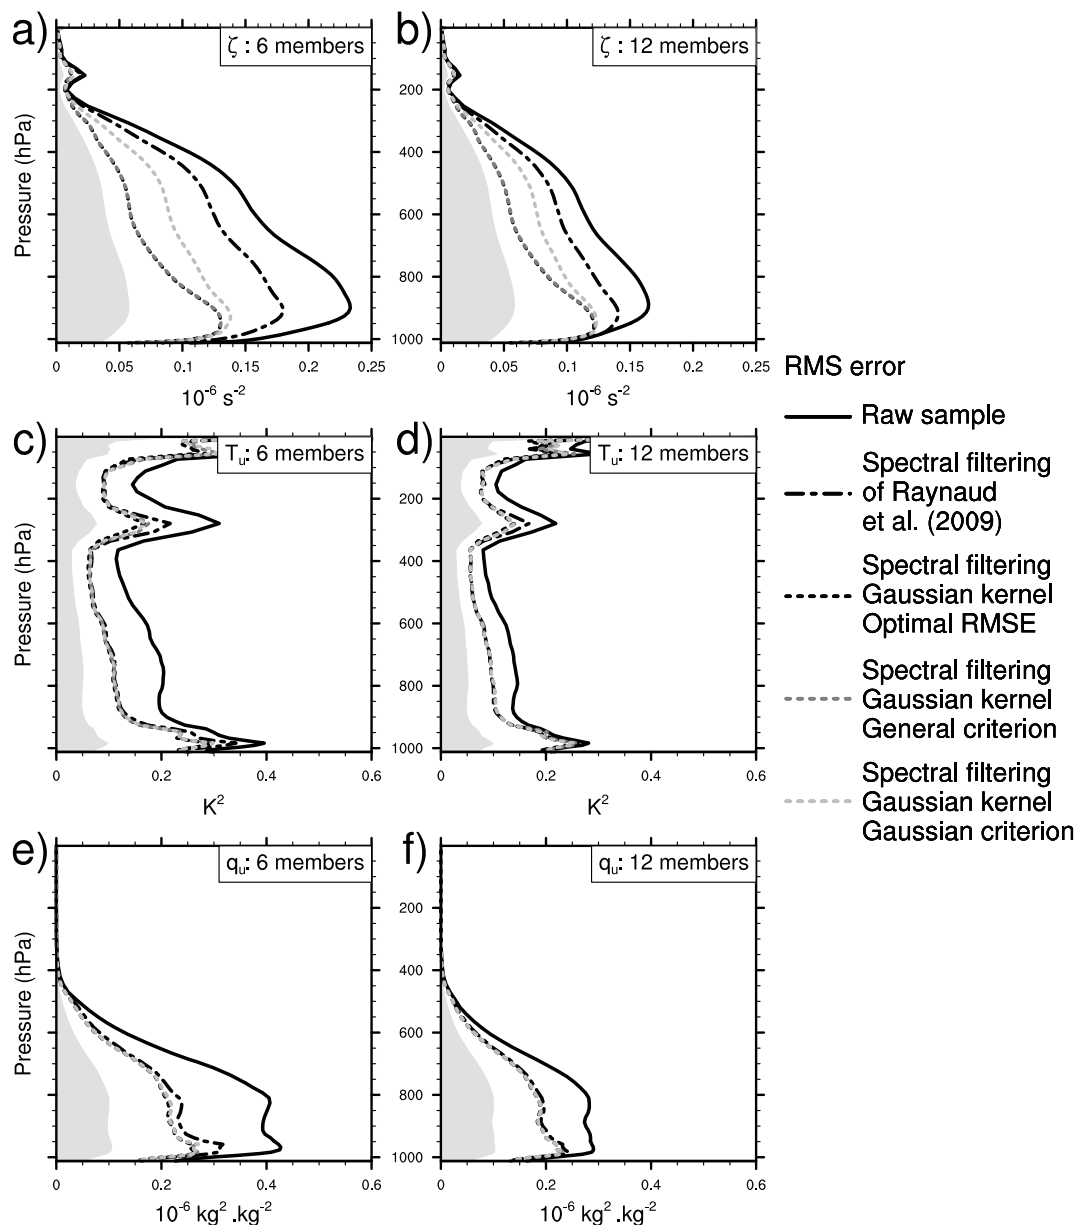 a)
ζ : 6 members
b)
ζ : 12 members
Pressure (hPa)
200
400
600
800
1000
0
0.05
0.1
0.15
0.2
0.25
0
0.05
0.1
0.15
0.2
0.25
10⁻⁶ s⁻²
10⁻⁶ s⁻²
RMS error
Raw sample
Spectral filtering
of Raynaud
et al. (2009)
Spectral filtering
Gaussian kernel
Optimal RMSE
Spectral filtering
Gaussian kernel
General criterion
Spectral filtering
Gaussian kernel
Gaussian criterion
c)
Tᵤ: 6 members
d)
Tᵤ: 12 members
Pressure (hPa)
200
400
600
800
1000
0
0.2
0.4
0.6
0
0.2
0.4
0.6
K²
K²
e)
qᵤ: 6 members
f)
qᵤ: 12 members
Pressure (hPa)
200
400
600
800
1000
0
0.2
0.4
0.6
0
0.2
0.4
0.6
10⁻⁶ kg² .kg⁻²
10⁻⁶ kg² .kg⁻²